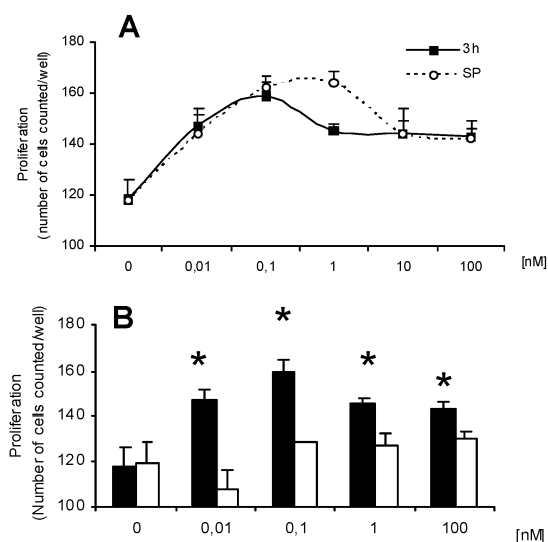 A
3h
SP
Proliferation
(number of cells counted/well)
180
160
140
120
100
0 0,01 0,1 1 10 100 [nM]
B
Proliferation
(Number of cells counted/well)
180
160
140
120
100
* * * *
0 0,01 0,1 1 100 [nM]